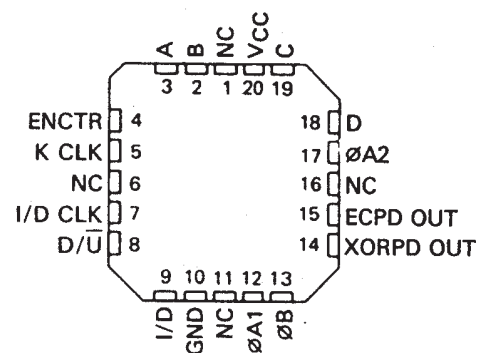 A B NC VCC C
3 2 1 20 19
ENCTR 4 18 D
K CLK 5 17 ØA2
NC 6 16 NC
I/D CLK 7 15 ECPD OUT
D/U̅ 8 14 XORPD OUT
9 10 11 12 13
I/D GND NC ØA1 ØB